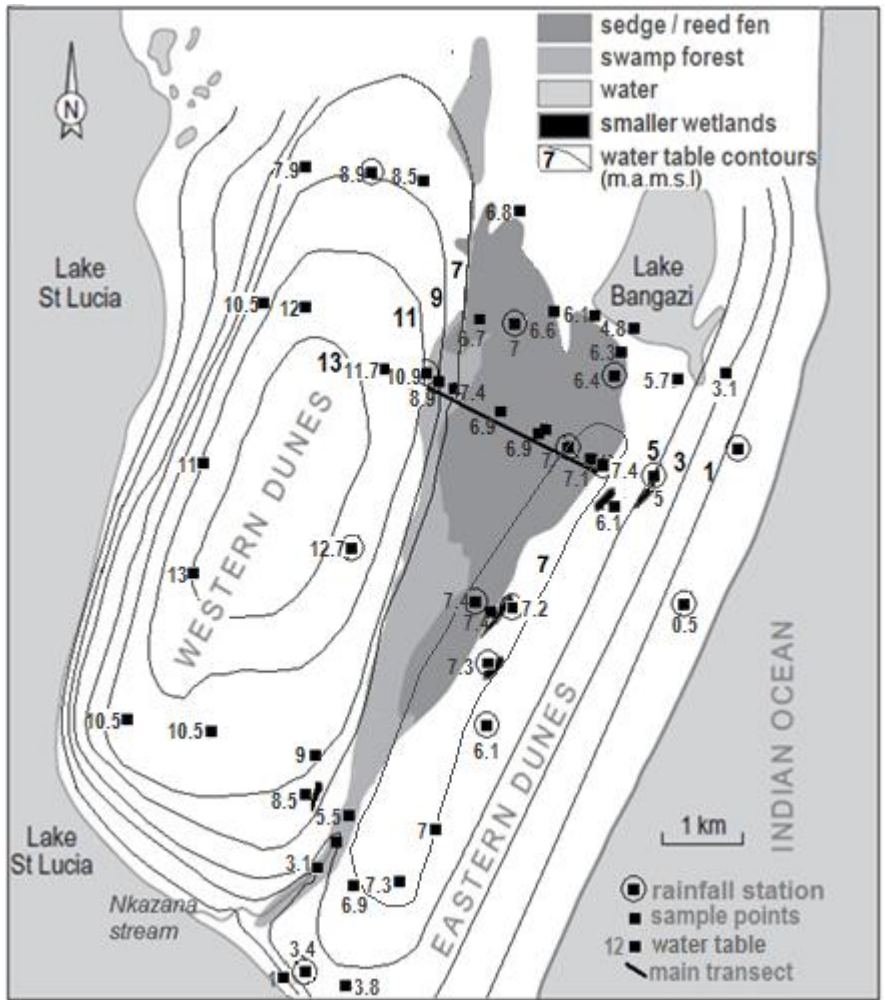 sedge / reed fen
swamp forest
water
smaller wetlands
7 water table contours
(m.a.m.s.l)
N
7.9
8.9
8.5
6.8
Lake
St Lucia
Lake
Bangazi
7
9
11
13
10.5
12
6.7
7
6.6
6.1
4.8
6.3
6.4
5.7
3.1
11.7
10.9
8.9
7.4
6.9
6.9
7.1
7.4
5
3
1
5
6.1
WESTERN DUNES
11
12.7
13
7
7.4
7.4
7.2
7.3
0.5
6.1
10.5
10.5
9
8.5
5.5
7
3.1
6.9
7.3
EASTERN DUNES
INDIAN OCEAN
1 km
Lake
St Lucia
Nkazana
stream
3.4
1
3.8
rainfall station
sample points
12 water table
main transect